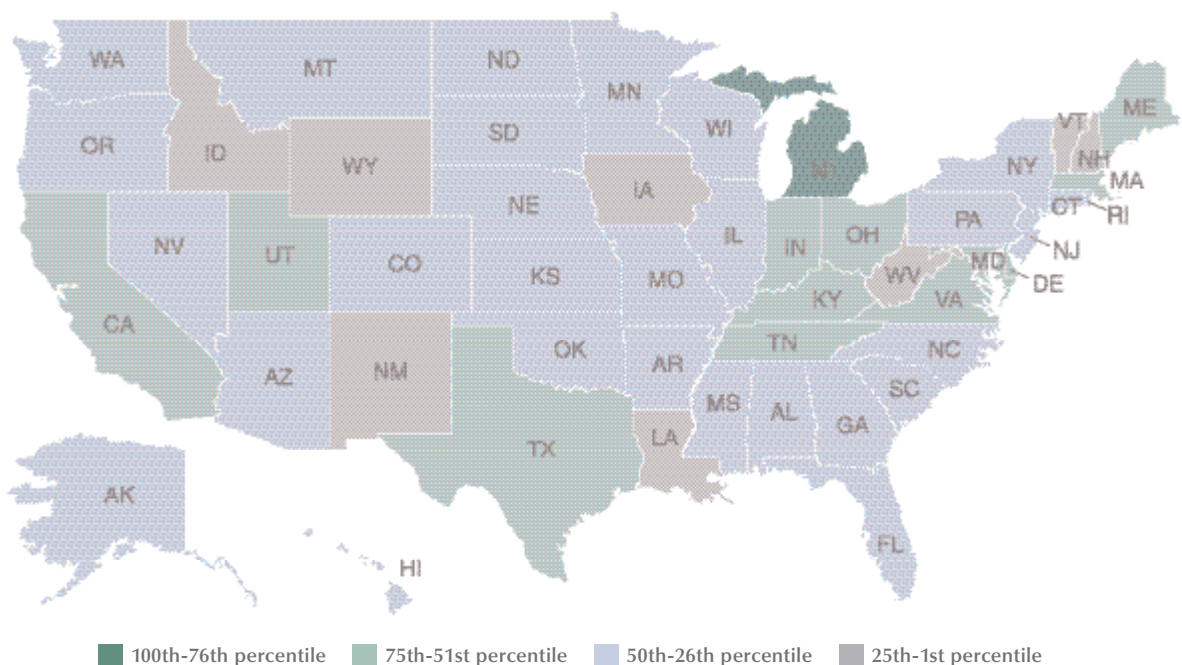 WA
MT
ND
MN
ME
VT
SD
WI
OR
ID
NH
NY
WY
MI
MA
IA
NE
CT
RI
PA
IL
OH
NV
IN
NJ
UT
CO
MD
WV
KS
MO
DE
KY
VA
CA
TN
NC
OK
AR
AZ
NM
SC
MS
AL
GA
LA
TX
AK
FL
HI
100th-76th percentile
75th-51st percentile
50th-26th percentile
25th-1st percentile